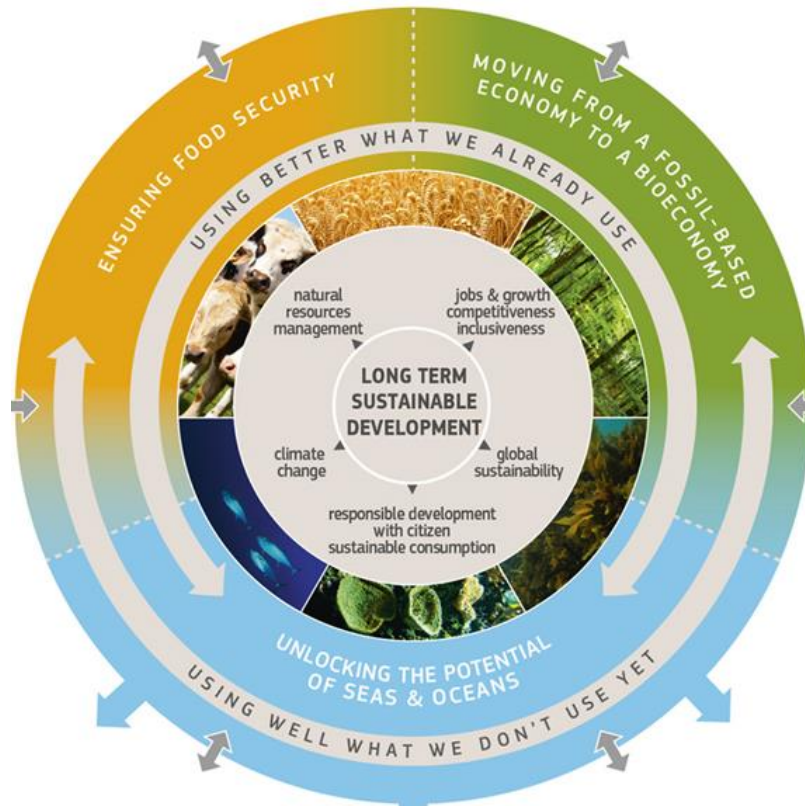 ENSURING FOOD SECURITY
MOVING FROM A FOSSIL-BASED
ECONOMY TO A BIOECONOMY
USING BETTER WHAT WE ALREADY USE
natural
resources
management
jobs & growth
competitiveness
inclusiveness
LONG TERM
SUSTAINABLE
DEVELOPMENT
climate
change
global
sustainability
responsible development
with citizen
sustainable consumption
UNLOCKING THE POTENTIAL
OF SEAS & OCEANS
USING WELL WHAT WE DON'T USE YET